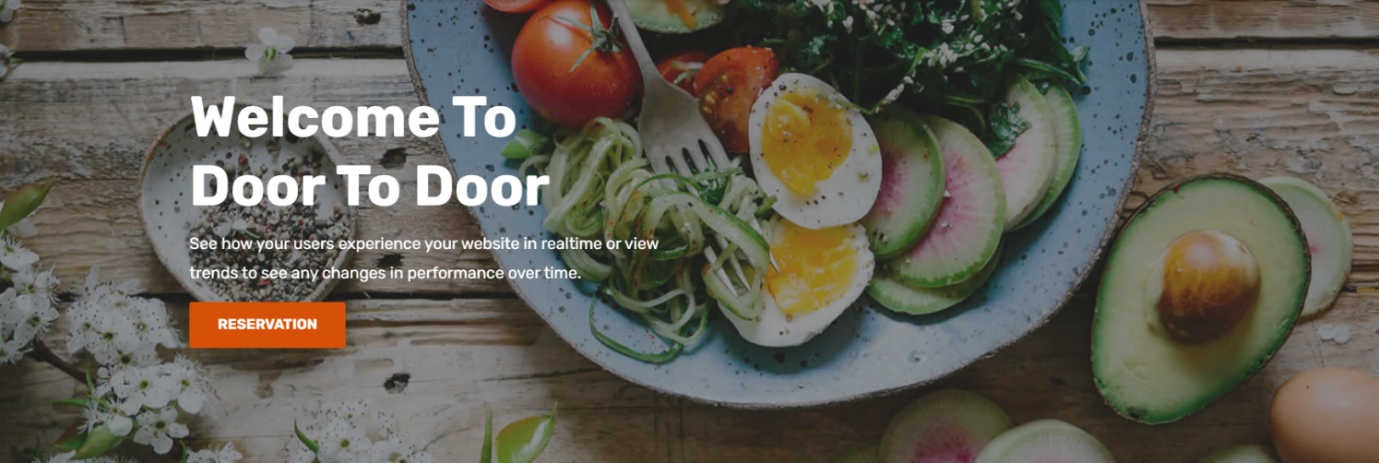 Welcome To
Door To Door
See how your users experience your website in realtime or view
trends to see any changes in performance over time.
RESERVATION